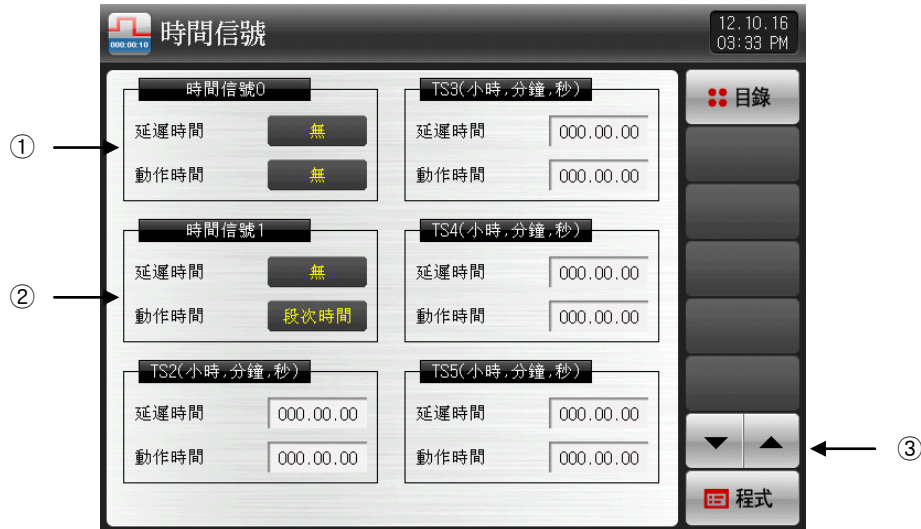 000:00:10
時間信號
12.10.16
03:33 PM
時間信號0
延遲時間 無
動作時間 無
TS3(小時,分鐘,秒)
延遲時間 000.00.00
動作時間 000.00.00
目錄
①
時間信號1
延遲時間 無
動作時間 段次時間
TS4(小時,分鐘,秒)
延遲時間 000.00.00
動作時間 000.00.00
②
TS2(小時,分鐘,秒)
延遲時間 000.00.00
動作時間 000.00.00
TS5(小時,分鐘,秒)
延遲時間 000.00.00
動作時間 000.00.00
③
程式